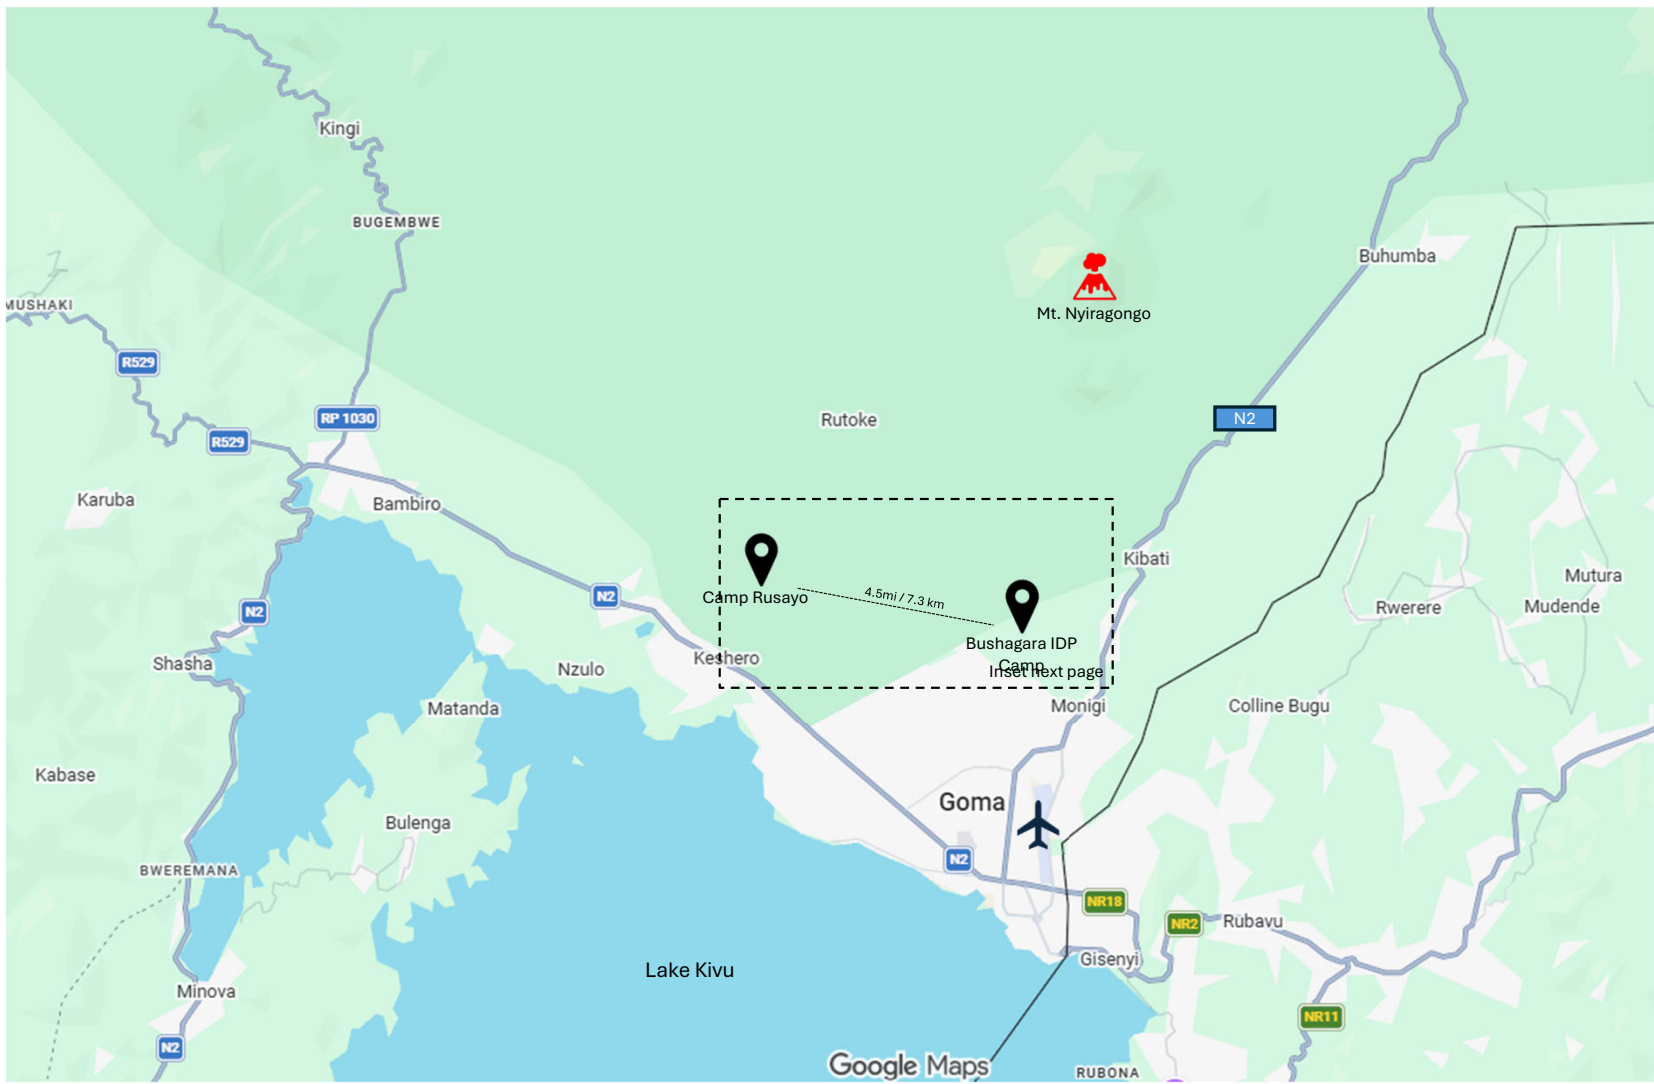 Kingi
BUGEMBWE
Buhumba
MUSHAKI
Mt. Nyiragongo
R529
RP 1030
Rutoke
N2
R529
Karuba
Bambiro
Kibati
Mutura
4.5mi / 7.3 km
N2
Camp Rusayo
Rwerere
Mudende
N2
Bushagara IDP
Camp
Shasha
Nzulo
Keshero
Inset next page
Matanda
Monigi
Colline Bugu
Kabase
Goma
Bulenga
N2
BWEREMANA
NR18
NR2
Rubavu
Gisenyi
Lake Kivu
Minova
NR11
N2
Google Maps
RUBONA